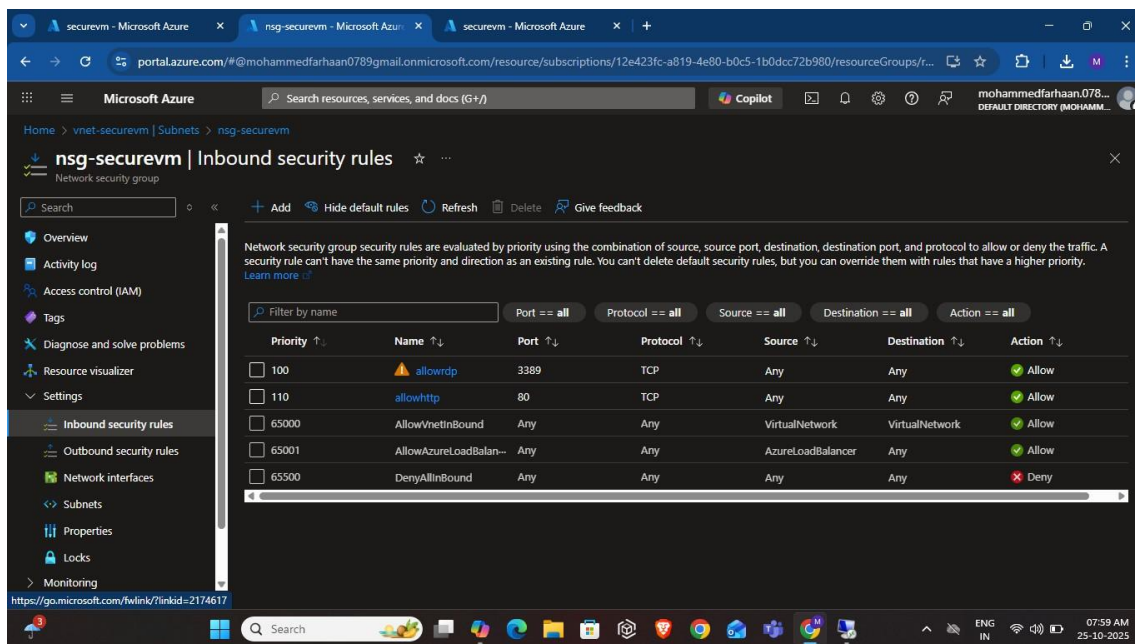 securevm - Microsoft Azure
nsg-securevm - Microsoft Azur
securevm - Microsoft Azure
portal.azure.com/#@mohammedfarhaan0789gmail.onmicrosoft.com/resource/subscriptions/12e423fc-a819-4e80-b0c5-1b0dcc72b980/resourceGroups/r...
M
Microsoft Azure
Search resources, services, and docs (G+/)
Copilot
mohammedfarhaan.078...
DEFAULT DIRECTORY (MOHAMM...
Home > vnet-securevm | Subnets > nsg-securevm
nsg-securevm | Inbound security rules
Network security group
Search
Add
Hide default rules
Refresh
Delete
Give feedback
Overview
Activity log
Access control (IAM)
Tags
Diagnose and solve problems
Resource visualizer
Settings
Inbound security rules
Outbound security rules
Network interfaces
Subnets
Properties
Locks
Monitoring
Network security group security rules are evaluated by priority using the combination of source, source port, destination, destination port, and protocol to allow or deny the traffic. A
security rule can't have the same priority and direction as an existing rule. You can't delete default security rules, but you can override them with rules that have a higher priority.
Learn more
Filter by name
Port == all
Protocol == all
Source == all
Destination == all
Action == all
Priority Name Port Protocol Source Destination Action
100 allowrdp 3389 TCP Any Any Allow
110 allowhttp 80 TCP Any Any Allow
65000 AllowVnetInBound Any Any VirtualNetwork VirtualNetwork Allow
65001 AllowAzureLoadBalan... Any Any AzureLoadBalancer Any Allow
65500 DenyAllInBound Any Any Any Any Deny
https://go.microsoft.com/fwlink/?linkid=2174617
3
Search
M
ENG
IN
07:59 AM
25-10-2025